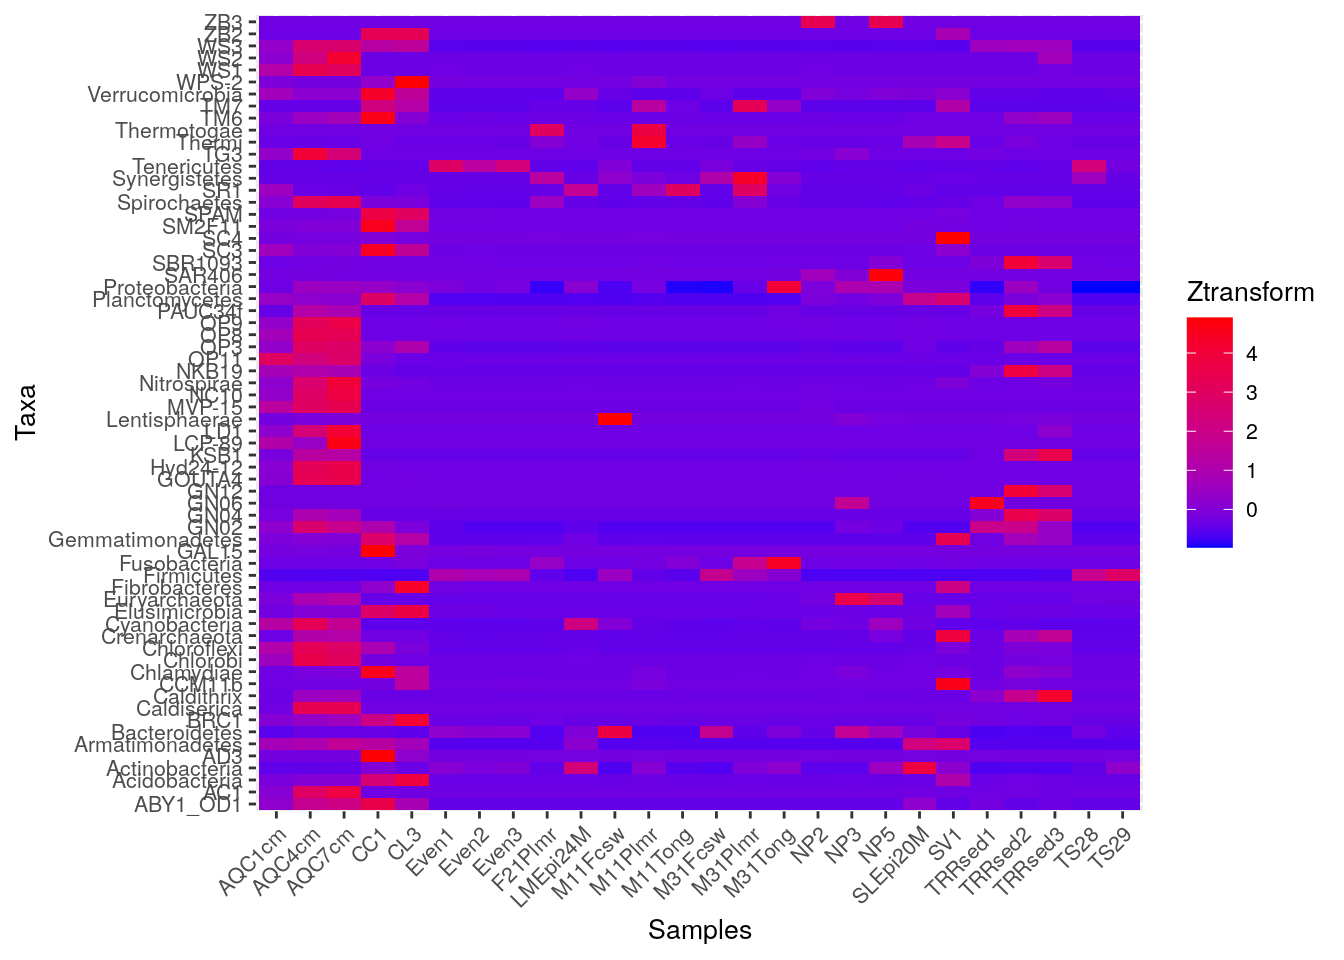 ZB3
ZB2
WS3
WS2
WS1
WPS-2
Verrucomicrobia
TM7
TM6
Thermotogae
Thermi
TG3
Tenericutes
Synergistetes
SR1
Spirochaetes
SPAM
SM2F11
SC4
SC3
SBR1093
SAR406
Proteobacteria
Planctomycetes
PAUC34f
OP9
OP8
OP3
OP11
NKB19
Nitrospirae
NC10
MVP-15
Lentisphaerae
LD1
LCP-89
KSB1
Hyd24-12
GOUTA4
GN12
GN06
GN04
GN02
Gemmatimonadetes
GAL15
Fusobacteria
Firmicutes
Fibrobacteres
Euryarchaeota
Elusimicrobia
Cyanobacteria
Crenarchaeota
Chloroflexi
Chlorobi
Chlamydiae
CCM11b
Caldithrix
Caldiserica
BRC1
Bacteroidetes
Armatimonadetes
AD3
Actinobacteria
Acidobacteria
AC1
ABY1_OD1
Taxa
AQC1cm
AQC4cm
AQC7cm
CC1
CL3
Even1
Even2
Even3
F21Plmr
LMEpi24M
M11Fcsw
M11Plmr
M11Tong
M31Fcsw
M31Plmr
M31Tong
NP2
NP3
NP5
SLEpi20M
SV1
TRRsed1
TRRsed2
TRRsed3
TS28
TS29
Samples
Ztransform
4
3
2
1
0